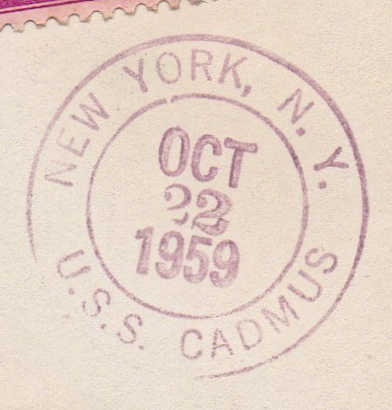 NEW YORK, N.Y.
OCT
22
1959
U.S.S. CADMUS